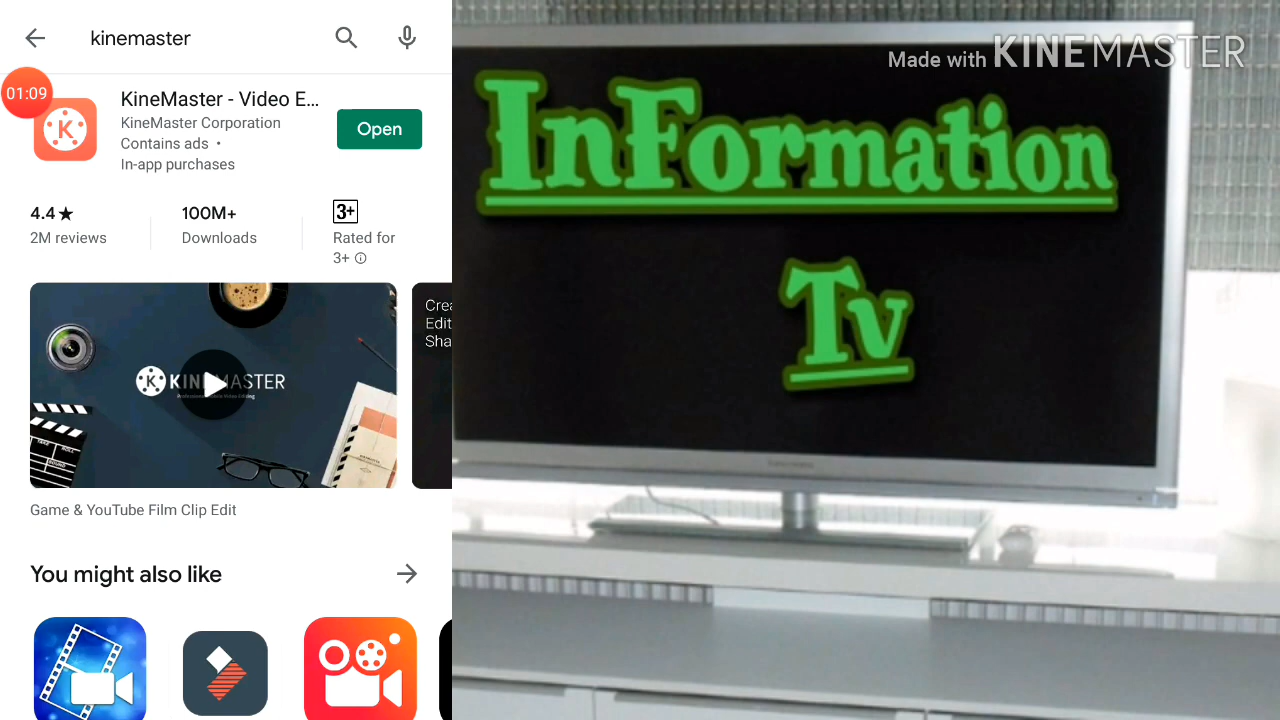 kinemaster
01:09
K
KineMaster - Video E...
KineMaster Corporation
Contains ads •
In-app purchases
Open
4.4★
2M reviews
100M+
Downloads
3+
Rated for
3+
K KINEMASTER
Crea
Edit
Sha
Game & YouTube Film Clip Edit
You might also like
Made with KINEMASTER
InFormation
Tv